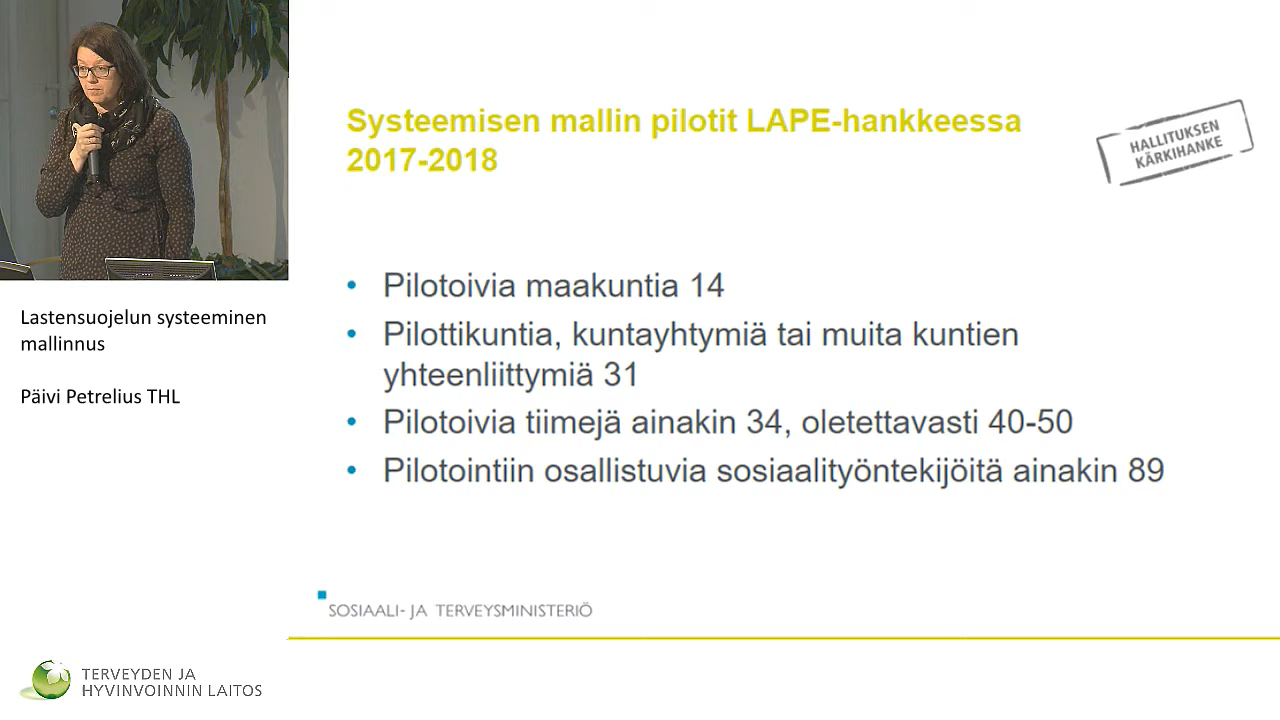 Systeemisen mallin pilotit LAPE-hankkeessa
2017-2018
HALLITUKSEN
KÄRKIHANKE
• Pilotoivia maakuntia 14
• Pilottikuntia, kuntayhtymiä tai muita kuntien
yhteenliittymiä 31
• Pilotoivia tiimejä ainakin 34, oletettavasti 40-50
• Pilotointiin osallistuvia sosiaalityöntekijöitä ainakin 89
SOSIAALI- JA TERVEYSMINISTERIÖ
Lastensuojelun systeeminen
mallinnus
Päivi Petrelius THL
TERVEYDEN JA
HYVINVOINNIN LAITOS